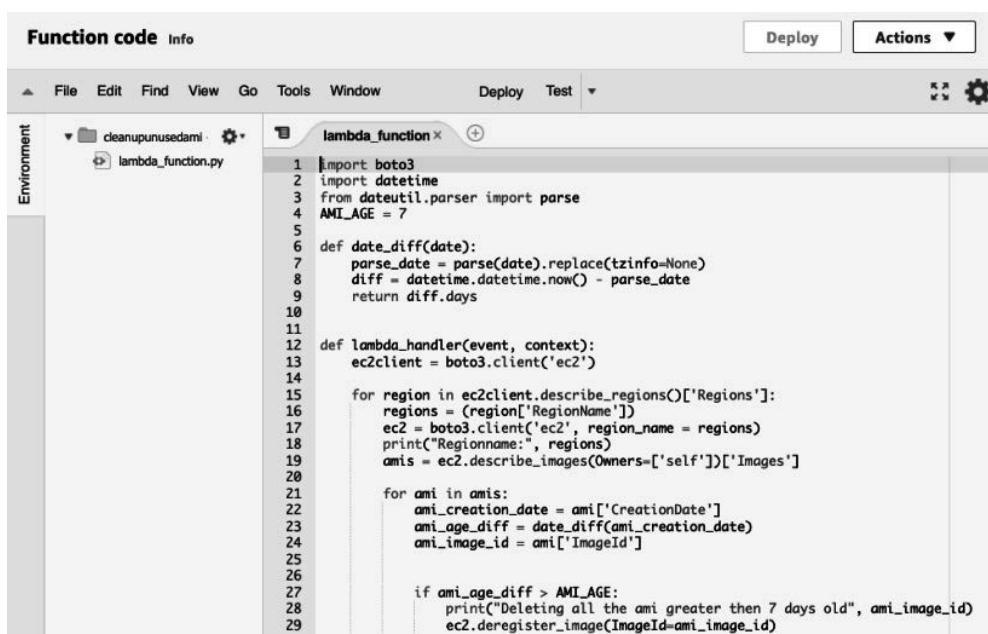 Function code Info
Deploy
Actions ▼
File Edit Find View Go Tools Window Deploy Test
Environment
cleanupunusedami
lambda_function.py
lambda_function ×
1 import boto3
2 import datetime
3 from dateutil.parser import parse
4 AMI_AGE = 7
5
6 def date_diff(date):
7     parse_date = parse(date).replace(tzinfo=None)
8     diff = datetime.datetime.now() - parse_date
9     return diff.days
10
11
12 def lambda_handler(event, context):
13     ec2client = boto3.client('ec2')
14
15     for region in ec2client.describe_regions()['Regions']:
16         regions = (region['RegionName'])
17         ec2 = boto3.client('ec2', region_name = regions)
18         print("Regionname:", regions)
19         amis = ec2.describe_images(Owners=['self'])['Images']
20
21         for ami in amis:
22             ami_creation_date = ami['CreationDate']
23             ami_age_diff = date_diff(ami_creation_date)
24             ami_image_id = ami['ImageId']
25
26
27             if ami_age_diff > AMI_AGE:
28                 print("Deleting all the ami greater then 7 days old", ami_image_id)
29                 ec2.deregister_image(ImageId=ami_image_id)